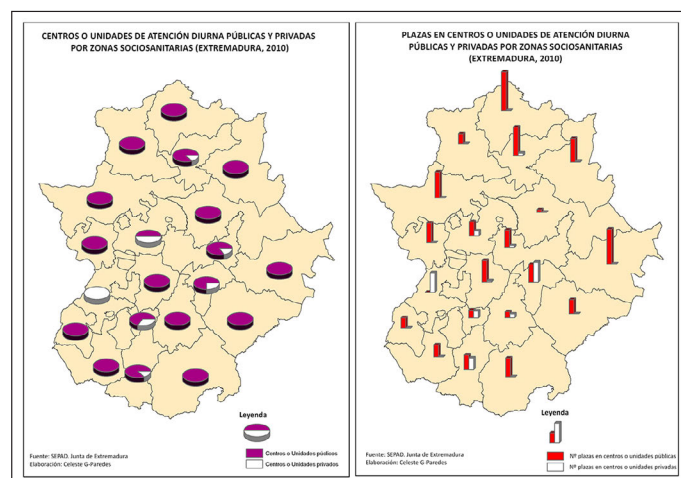 CENTROS O UNIDADES DE ATENCIÓN DIURNA PÚBLICAS Y PRIVADAS
POR ZONAS SOCIOSANITARIAS (EXTREMADURA, 2010)
Leyenda
Centros o Unidades públicos
Centros o Unidades privados
Fuente: SEPAD. Junta de Extremadura
Elaboración: Celeste G-Paredes
PLAZAS EN CENTROS O UNIDADES DE ATENCIÓN DIURNA
PÚBLICAS Y PRIVADAS POR ZONAS SOCIOSANITARIAS
(EXTREMADURA, 2010)
Leyenda
Nº plazas en centros o unidades públicas
Nº plazas en centros o unidades privadas
Fuente: SEPAD. Junta de Extremadura
Elaboración: Celeste G-Paredes